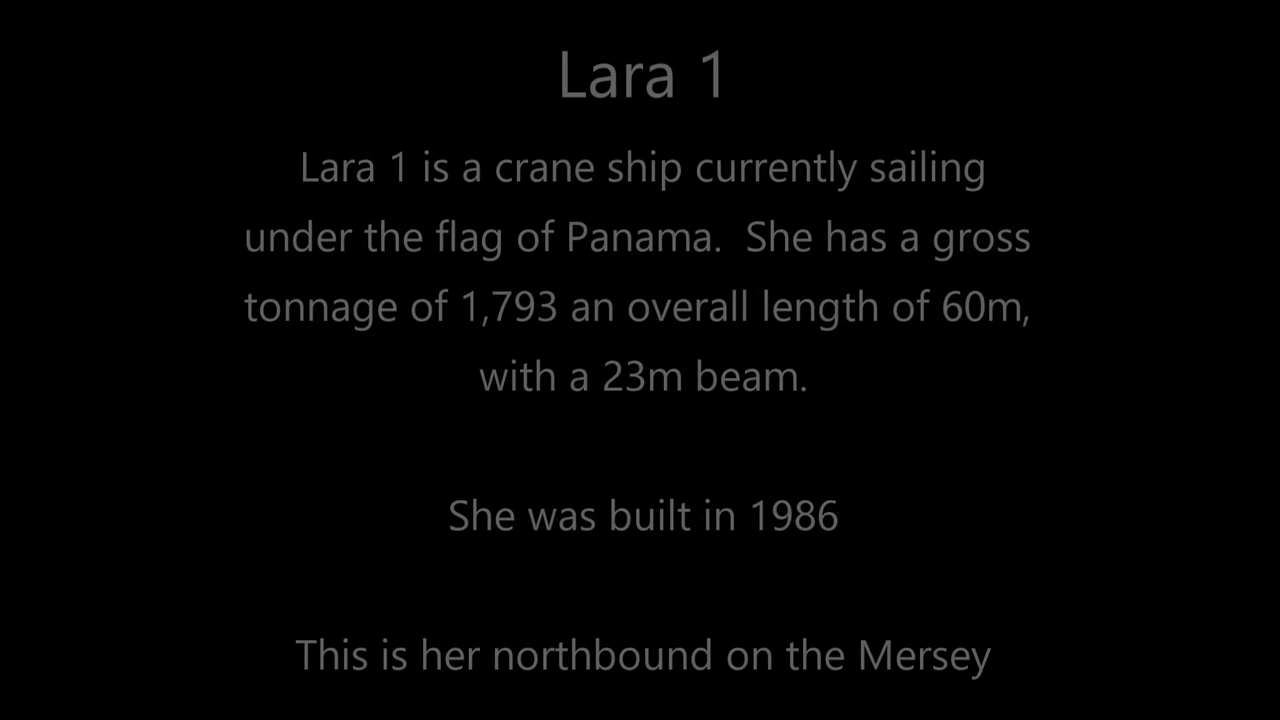 Lara 1
Lara 1 is a crane ship currently sailing
under the flag of Panama.  She has a gross
tonnage of 1,793 an overall length of 60m,
with a 23m beam.
She was built in 1986
This is her northbound on the Mersey